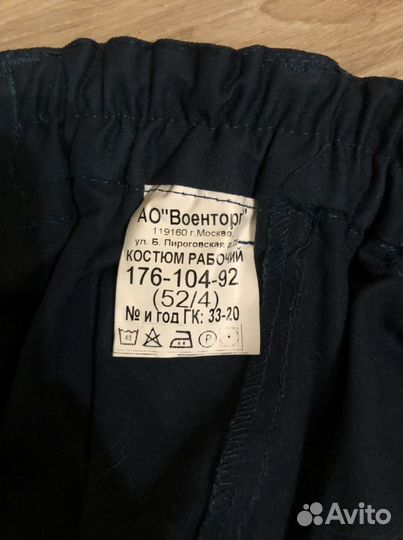 АО"Военторг"
119160 г.Москва
ул. Б. Пироговская,
КОСТЮМ РАБОЧИЙ
176-104-92
(52/4)
№ и год ГК: 33-20
40
P
Avito